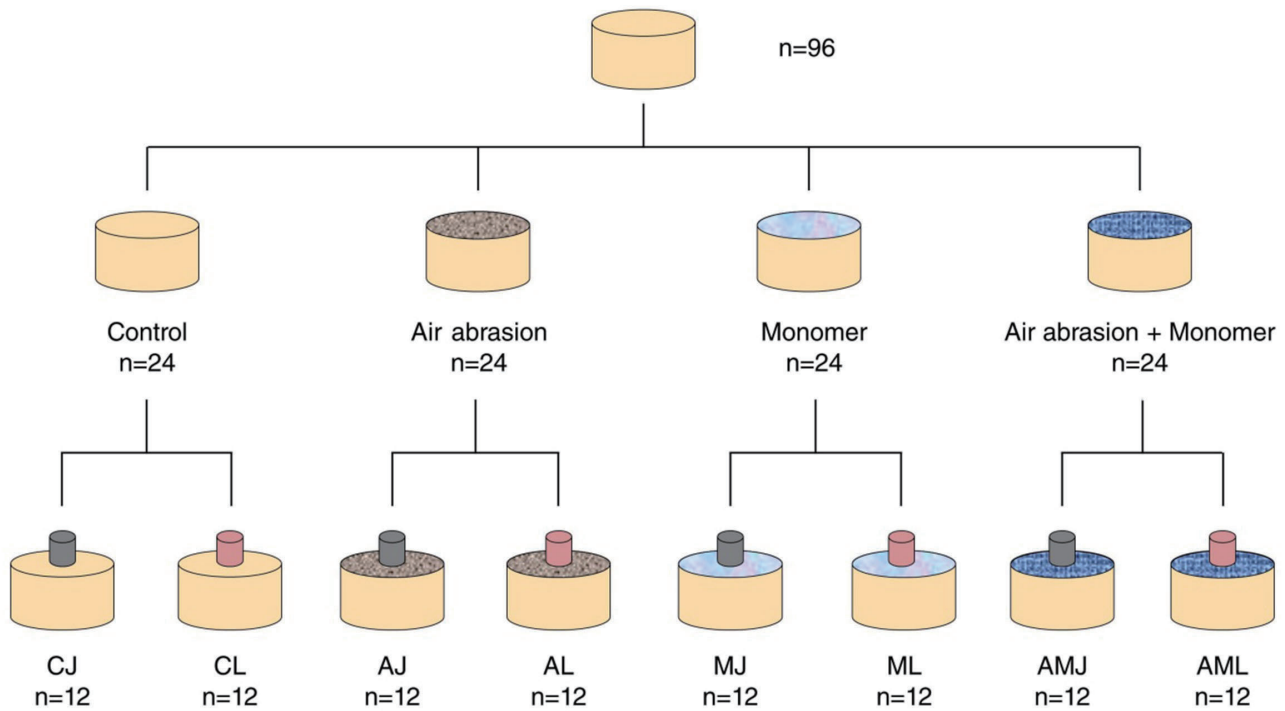 n=96
Control
n=24
Air abrasion
n=24
Monomer
n=24
Air abrasion + Monomer
n=24
CJ
n=12
CL
n=12
AJ
n=12
AL
n=12
MJ
n=12
ML
n=12
AMJ
n=12
AML
n=12